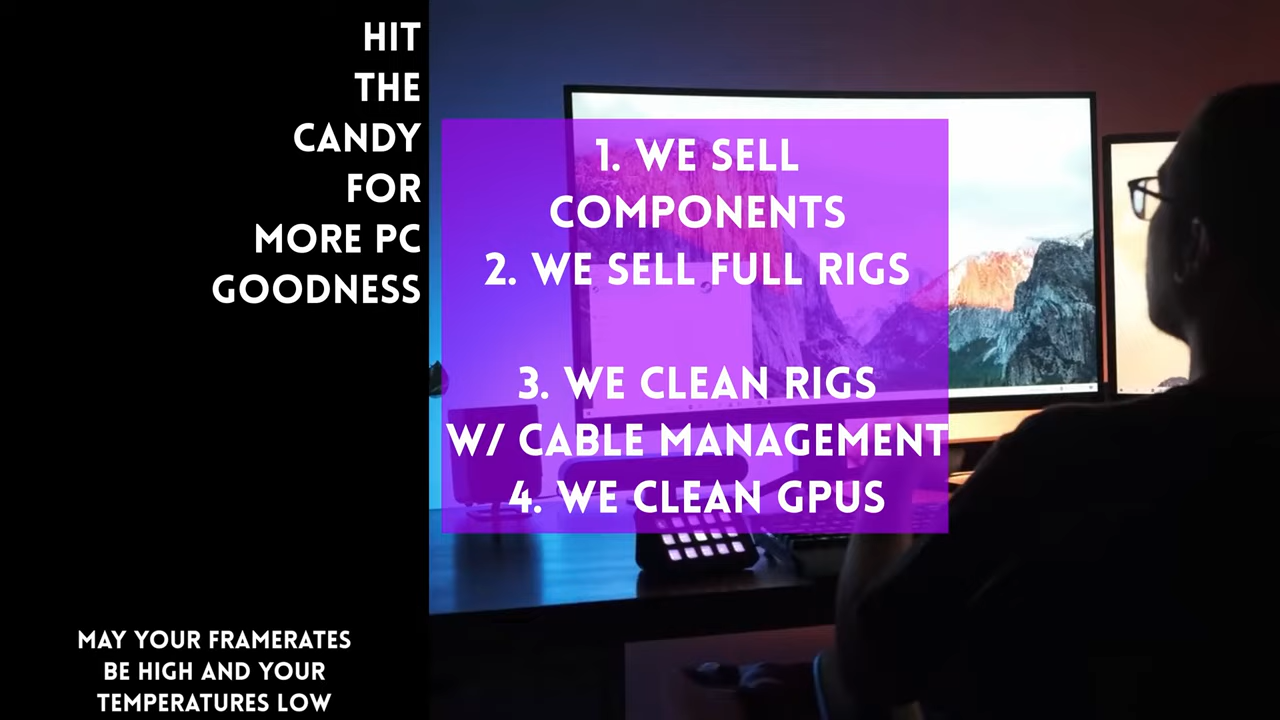 HIT
THE
CANDY
FOR
MORE PC
GOODNESS
1. WE SELL
COMPONENTS
2. WE SELL FULL RIGS
3. WE CLEAN RIGS
W/ CABLE MANAGEMENT
4. WE CLEAN GPUS
MAY YOUR FRAMERATES
BE HIGH AND YOUR
TEMPERATURES LOW